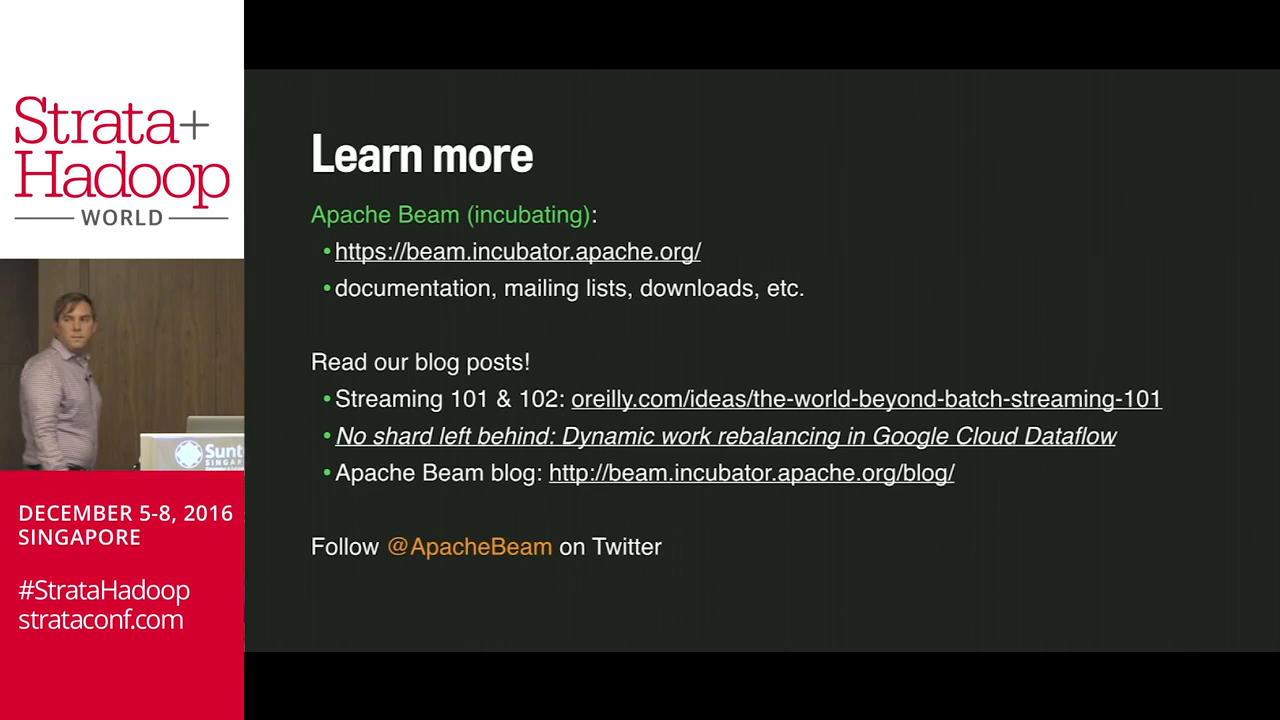 Strata+
Hadoop
WORLD
Learn more
Apache Beam (incubating):
•https://beam.incubator.apache.org/
•documentation, mailing lists, downloads, etc.
Read our blog posts!
•Streaming 101 & 102: oreilly.com/ideas/the-world-beyond-batch-streaming-101
•No shard left behind: Dynamic work rebalancing in Google Cloud Dataflow
•Apache Beam blog: http://beam.incubator.apache.org/blog/
Follow @ApacheBeam on Twitter
DECEMBER 5-8, 2016
SINGAPORE
#StrataHadoop
strataconf.com